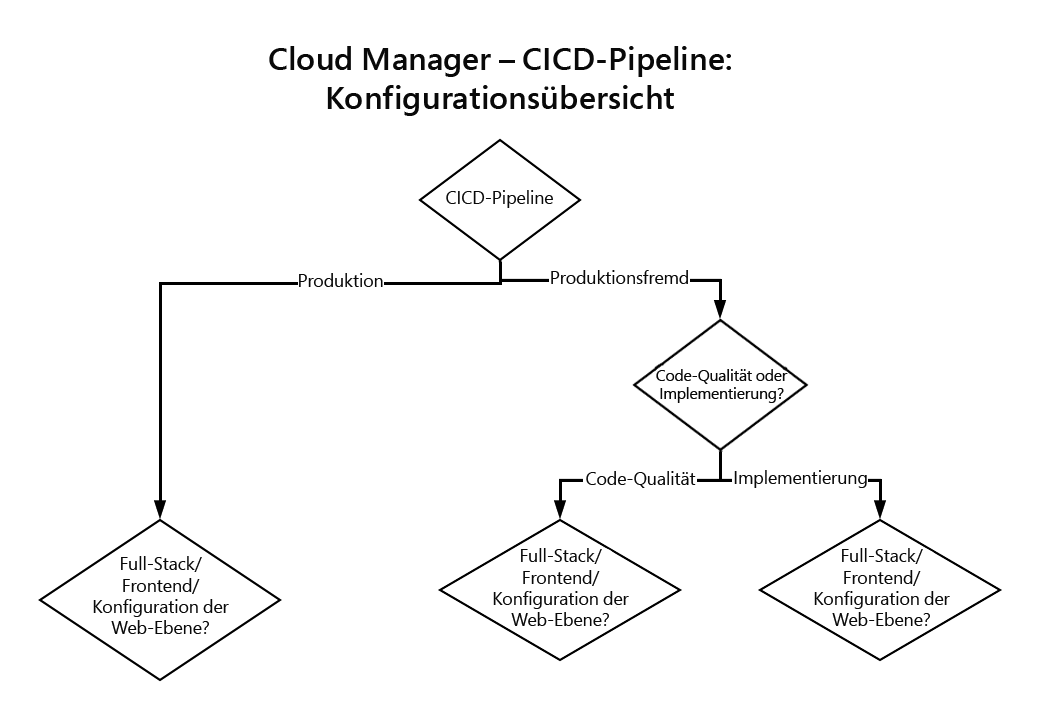 Cloud Manager – CICD-Pipeline:
Konfigurationsübersicht
CICD-Pipeline
Produktion
Produktionsfremd
Code-Qualität oder
Implementierung?
Code-Qualität
Implementierung
Full-Stack/
Frontend/
Konfiguration der
Web-Ebene?
Full-Stack/
Frontend/
Konfiguration der
Web-Ebene?
Full-Stack/
Frontend/
Konfiguration der
Web-Ebene?